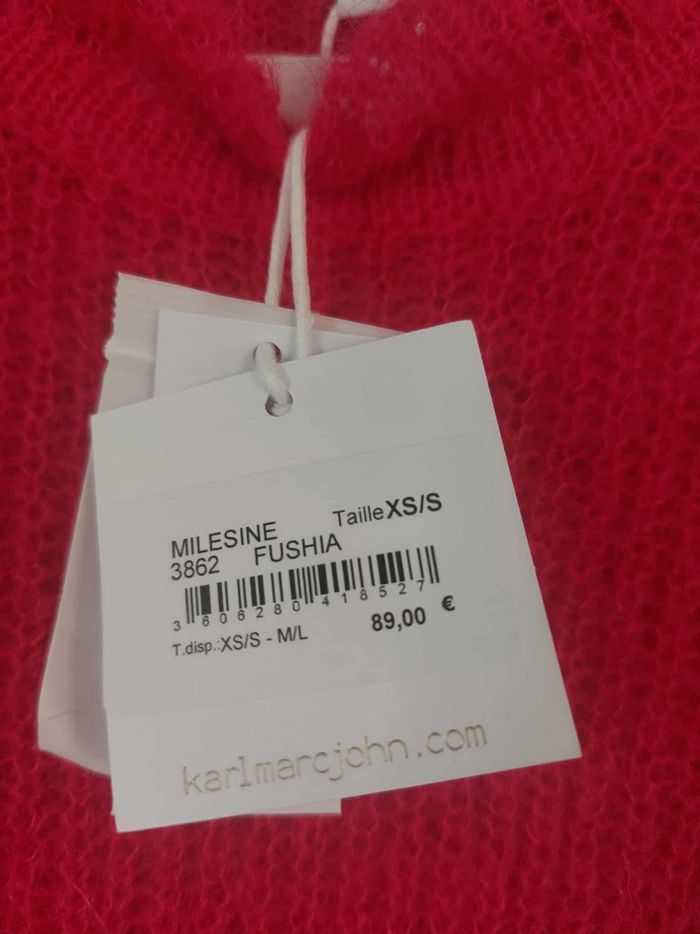 MILESINE Taille XS/S
3862 FUSHIA
3 606280 418527
T.disp.:XS/S - M/L 89,00 €
karlmarcjohn.com